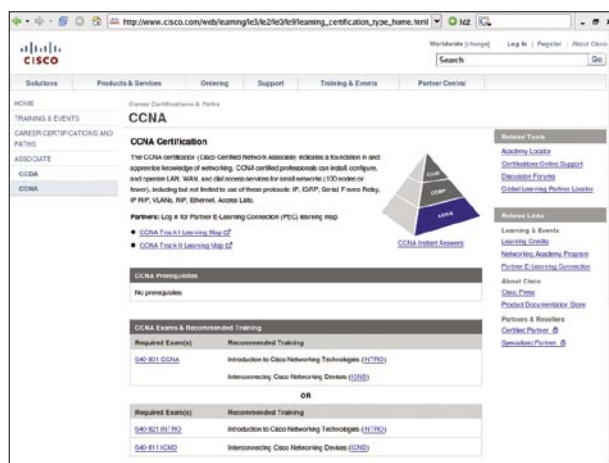 http://www.cisco.com/web/learning/le3/le2/le0/le9/learning_certification_type_home.html
Worldwide [change] Log In | Register | About Cisco
CISCO
Search Go
Solutions Products & Services Ordering Support Training & Events Partner Central
HOME
TRAINING & EVENTS
CAREER CERTIFICATIONS AND PATHS
ASSOCIATE
CCDA
CCNA
Career Certifications & Paths
CCNA
CCNA Certification
The CCNA certification (Cisco Certified Network Associate) indicates a foundation in and
apprentice knowledge of networking. CCNA certified professionals can install, configure,
and operate LAN, WAN, and dial access services for small networks (100 nodes or
fewer), including but not limited to use of these protocols: IP, IGRP, Serial, Frame Relay,
IP RIP, VLANs, RIP, Ethernet, Access Lists.
Partners: Log in for Partner E-Learning Connection (PEC) learning map
CCNA Track I Learning Map
CCNA Track II Learning Map
CCIE
CCNP
CCNA
CCNA Instant Answers
CCNA Prerequisites
No prerequisites
CCNA Exams & Recommended Training
Required Exam(s) Recommended Training
640-801 CCNA Introduction to Cisco Networking Technologies (INTRO)
Interconnecting Cisco Networking Devices (ICND)
OR
Required Exam(s) Recommended Training
640-821 INTRO Introduction to Cisco Networking Technologies (INTRO)
640-811 ICND Interconnecting Cisco Networking Devices (ICND)
Related Tools
Academy Locator
Certifications Online Support
Discussion Forums
Global Learning Partner Locator
Related Links
Learning & Events
Learning Credits
Networking Academy Program
Partner E-Learning Connection
About Cisco
Cisco Press
Product Documentation Store
Partners & Resellers
Certified Partner
Specialized Partner